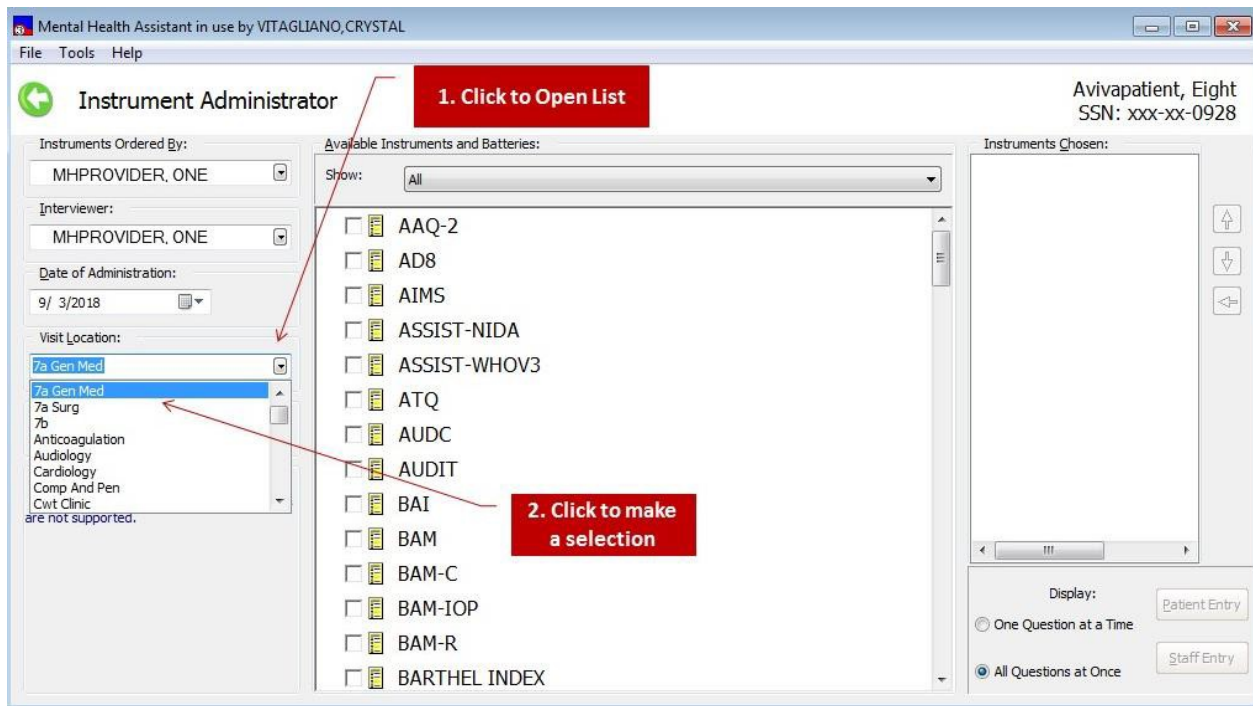 Mental Health Assistant in use by VITAGLIANO,CRYSTAL
File Tools Help
Instrument Administrator
1. Click to Open List
Avivapatient, Eight
SSN: xxx-xx-0928
Instruments Ordered By:
MHPROVIDER, ONE
Interviewer:
MHPROVIDER, ONE
Date of Administration:
9/ 3/2018
Visit Location:
7a Gen Med
7a Gen Med
7a Surg
7b
Anticoagulation
Audiology
Cardiology
Comp And Pen
Cwt Clinic
are not supported.
Available Instruments and Batteries:
Show: All
AAQ-2
AD8
AIMS
ASSIST-NIDA
ASSIST-WHOV3
ATQ
AUDC
AUDIT
BAI
BAM
BAM-C
BAM-IOP
BAM-R
BARTHEL INDEX
2. Click to make
a selection
Instruments Chosen:
Display:
One Question at a Time
All Questions at Once
Patient Entry
Staff Entry